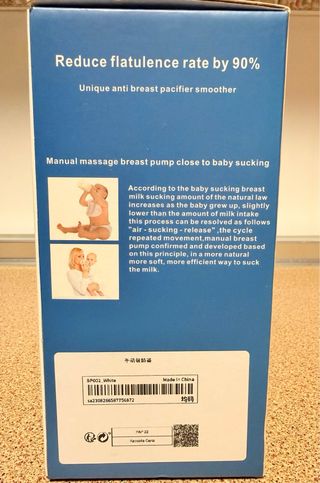 Reduce flatulence rate by 90%
Unique anti breast pacifier smoother
Manual massage breast pump close to baby sucking
According to the baby sucking breast
milk sucking amount of the natural law
increases as the baby grew up, slightly
lower than the amount of milk intake
this process can be resolved as follows
"air - sucking - release" ,the cycle
repeated movement,manual breast
pump confirmed and developed based
on this principle, in a more natural
more soft, more efficient way to suck
the milk.
手动吸奶器
BP002_White
Made In China